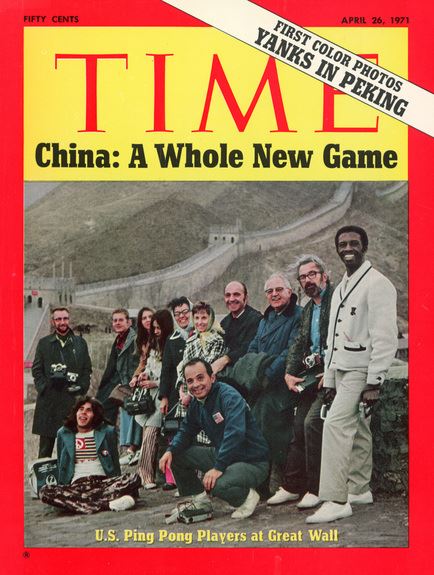 FIFTY CENTS
APRIL 26, 1971
FIRST COLOR PHOTOS
YANKS IN PEKING
TIME
China: A Whole New Game
U.S. Ping Pong Players at Great Wall
®